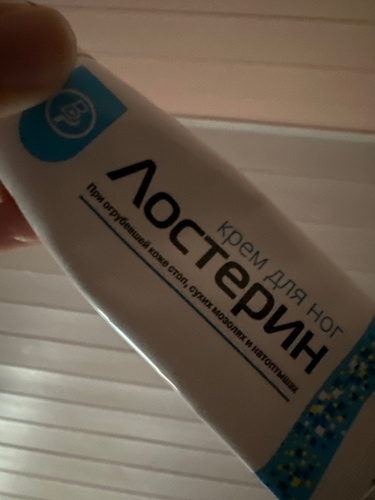 крем для ног
Лостерин
При огрубевшей коже стоп, сухих мозолях и натоптышах